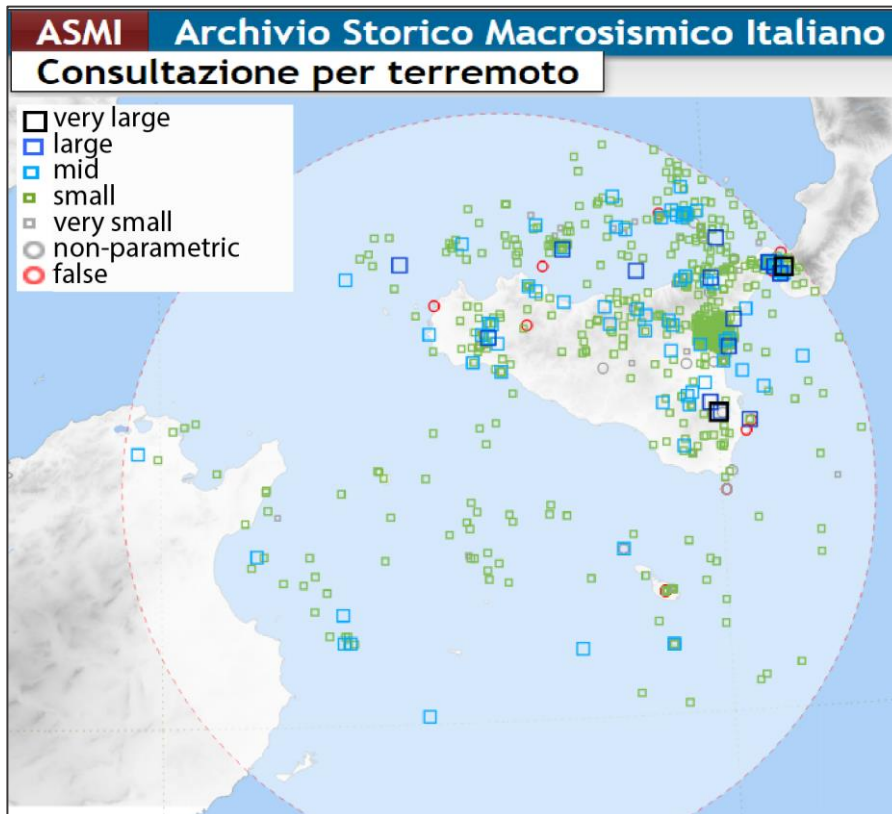 ASMI Archivio Storico Macrosismico Italiano
Consultazione per terremoto
very large
large
mid
small
very small
non-parametric
false